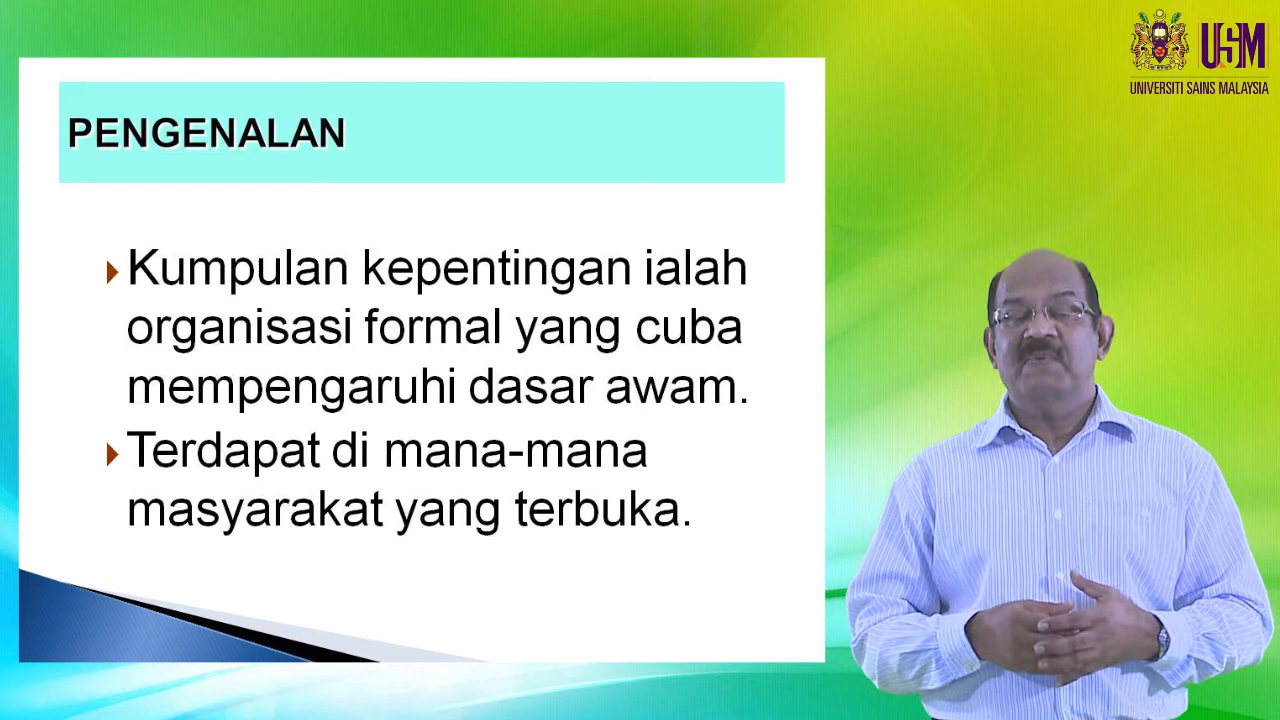 USM
UNIVERSITI SAINS MALAYSIA
PENGENALAN
Kumpulan kepentingan ialah
organisasi formal yang cuba
mempengaruhi dasar awam.
Terdapat di mana-mana
masyarakat yang terbuka.